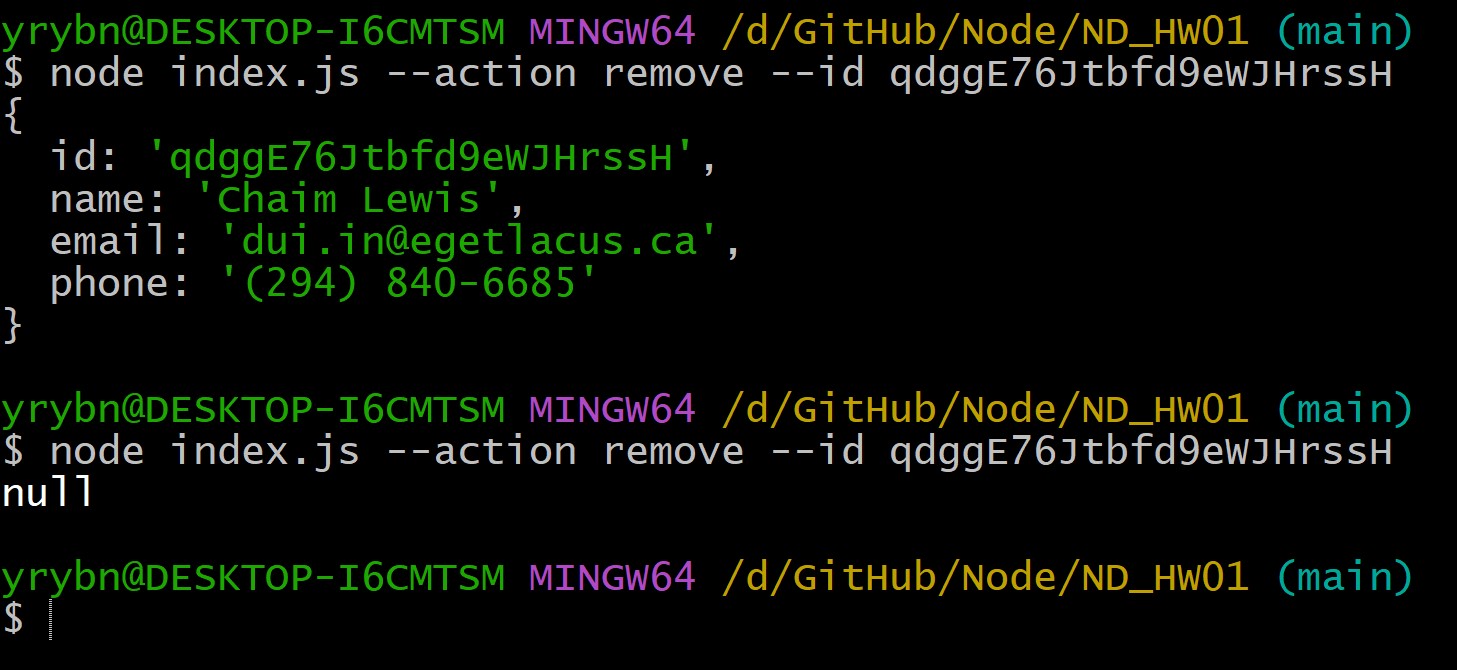 yrybn@DESKTOP-I6CMTSM MINGW64 /d/GitHub/Node/ND_HW01 (main)
$ node index.js --action remove --id qdggE76Jtbfd9eWJHrssH
{
  id: 'qdggE76Jtbfd9eWJHrssH',
  name: 'Chaim Lewis',
  email: 'dui.in@egetlacus.ca',
  phone: '(294) 840-6685'
}
yrybn@DESKTOP-I6CMTSM MINGW64 /d/GitHub/Node/ND_HW01 (main)
$ node index.js --action remove --id qdggE76Jtbfd9eWJHrssH
null
yrybn@DESKTOP-I6CMTSM MINGW64 /d/GitHub/Node/ND_HW01 (main)
$